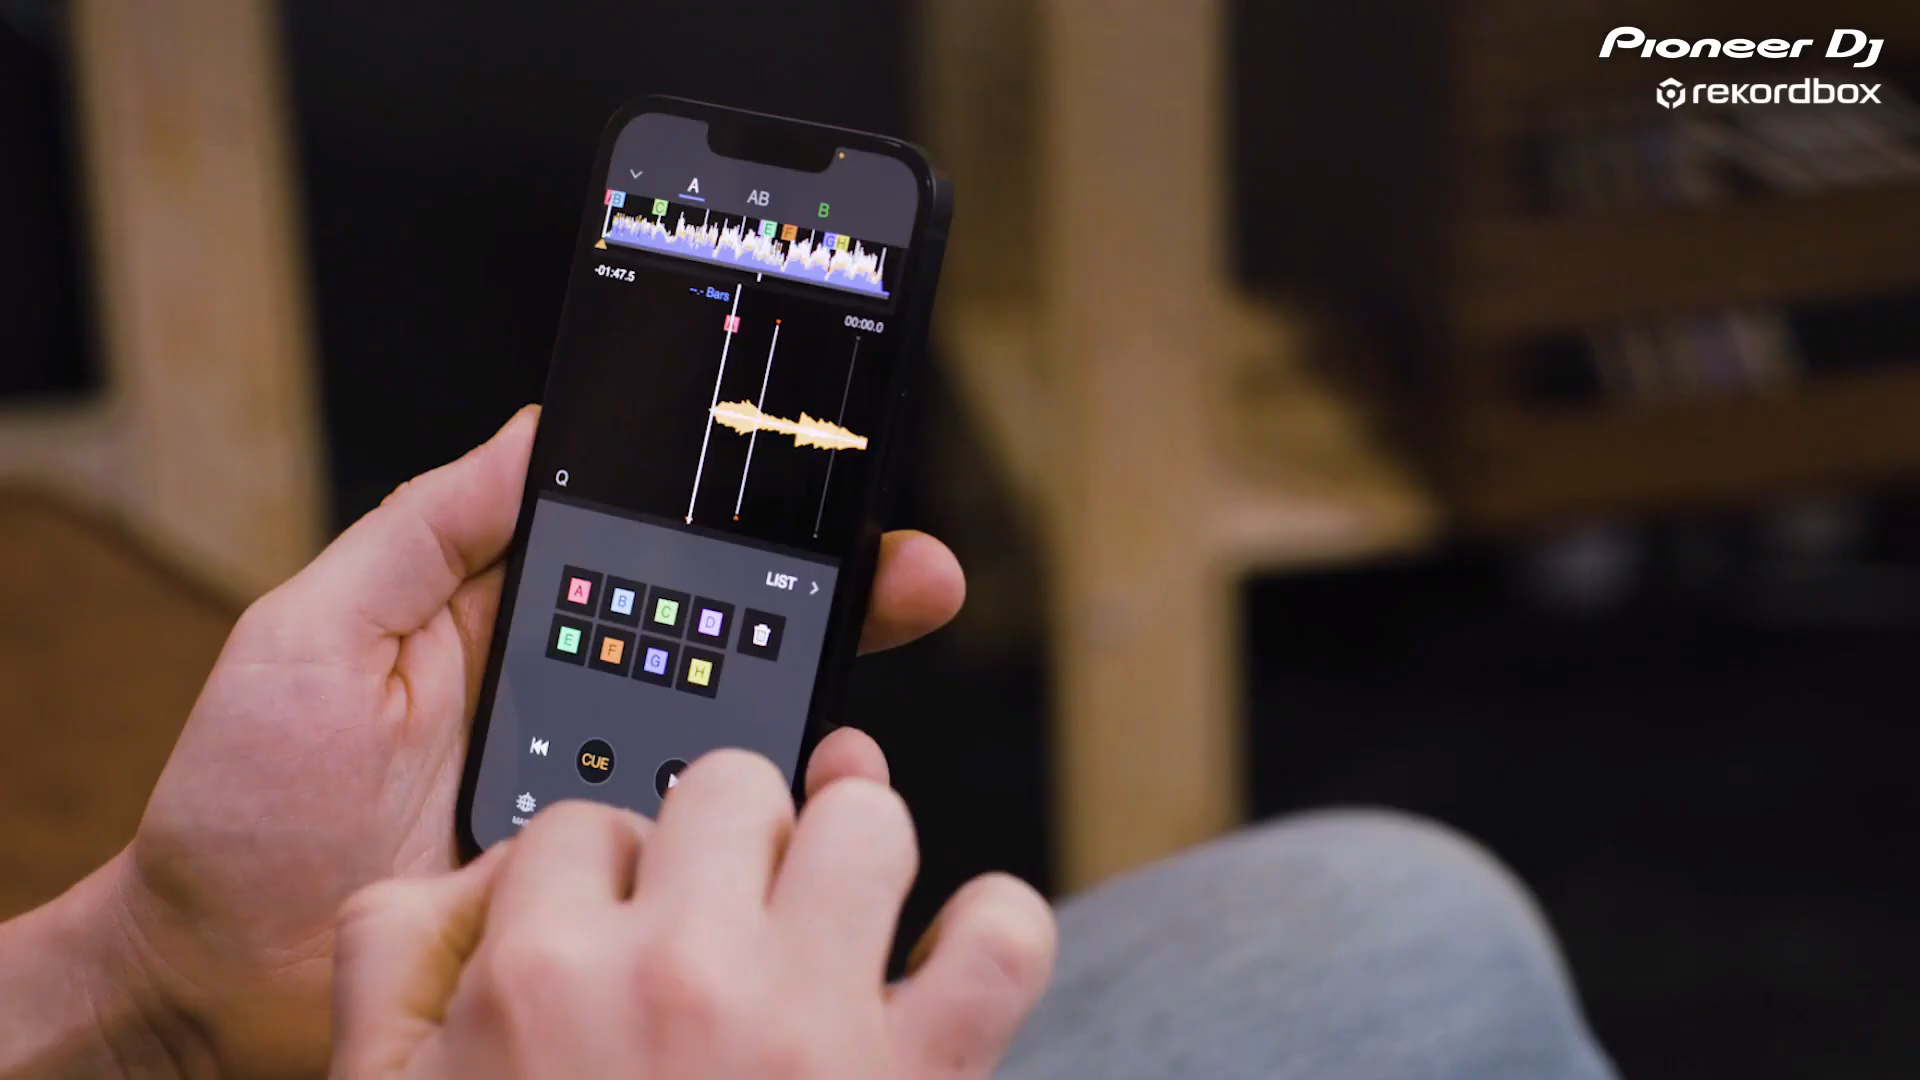 Pioneer Dj
rekordbox
A AB B
B C E F G H
-01:47.5
--.- Bars
00:00.0
Q
LIST
A B C D
E F G H
CUE